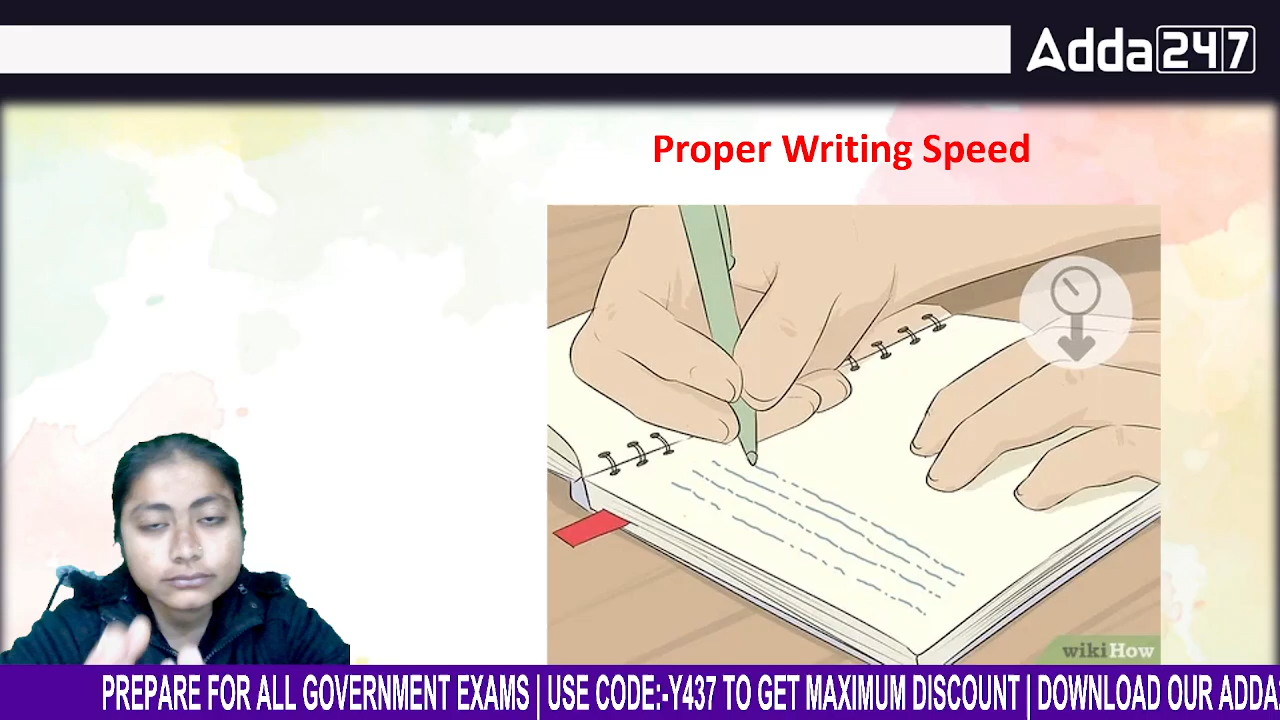 Adda247
Proper Writing Speed
wikiHow
PREPARE FOR ALL GOVERNMENT EXAMS | USE CODE:-Y437 TO GET MAXIMUM DISCOUNT | DOWNLOAD OUR ADDA